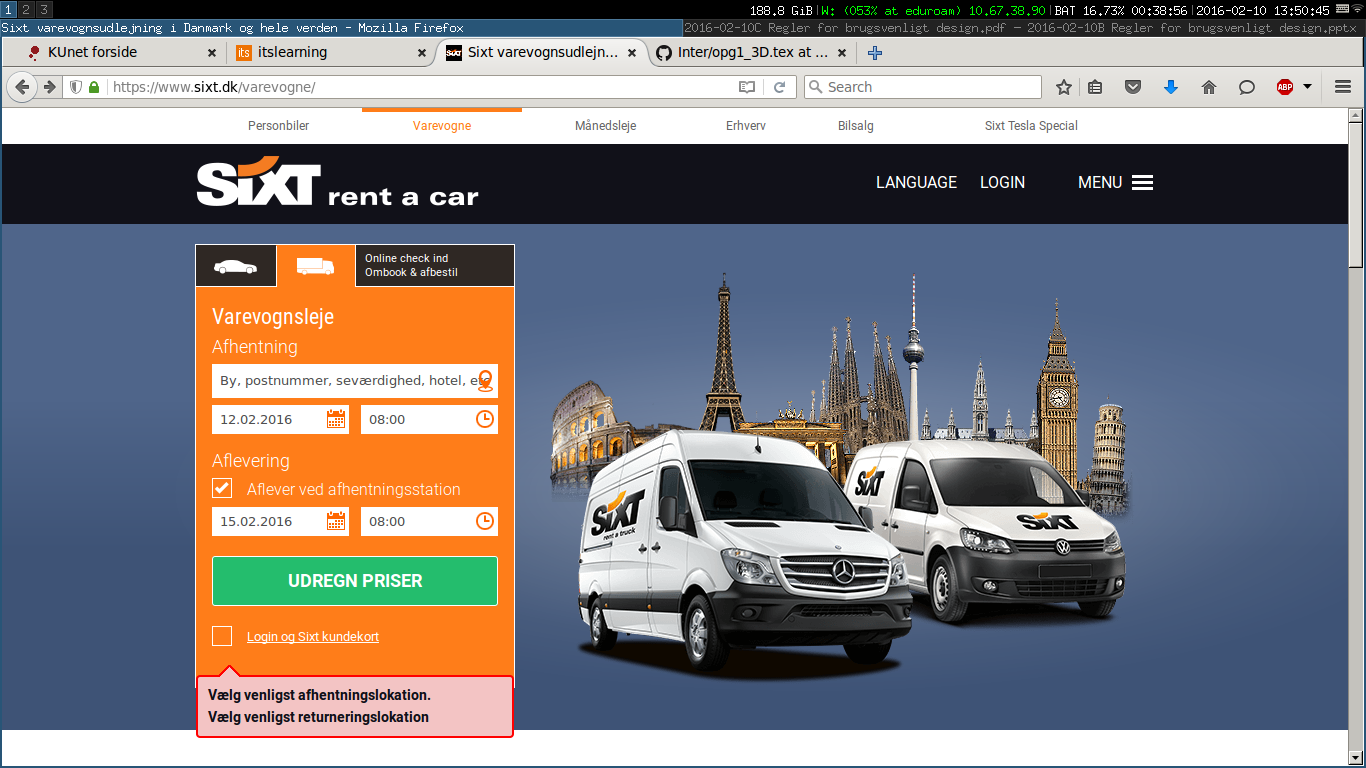 1 2 3
188.8 GiB|W: (053% at eduroam) 10.67.38.90|BAT 16.73% 00:38:56|2016-02-10 13:50:45
Sixt varevognsudlejning i Danmark og hele verden - Mozilla Firefox
2016-02-10C Regler for brugsvenligt design.pdf — 2016-02-10B Regler for brugsvenligt design.pptx
KUnet forside
its itslearning
SiXT Sixt varevognsudlejn...
Inter/opg1_3D.tex at ...
https://www.sixt.dk/varevogne/
Search
ABP
Personbiler
Varevogne
Månedsleje
Erhverv
Bilsalg
Sixt Tesla Special
SiXT rent a car
LANGUAGE
LOGIN
MENU
Online check ind
Ombook & afbestil
Varevognsleje
Afhentning
By, postnummer, seværdighed, hotel, etc
12.02.2016
08:00
Aflevering
Aflever ved afhentningsstation
15.02.2016
08:00
UDREGN PRISER
Login og Sixt kundekort
Vælg venligst afhentningslokation.
Vælg venligst returneringslokation
SiXT
rent a truck
SiXT
SiXT